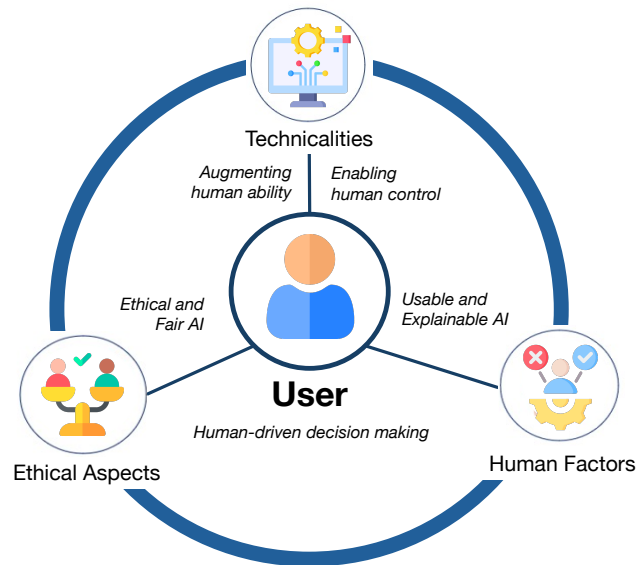 Technicalities
Augmenting
human ability
Enabling
human control
Ethical and
Fair AI
Usable and
Explainable AI
User
Human-driven decision making
Ethical Aspects
Human Factors